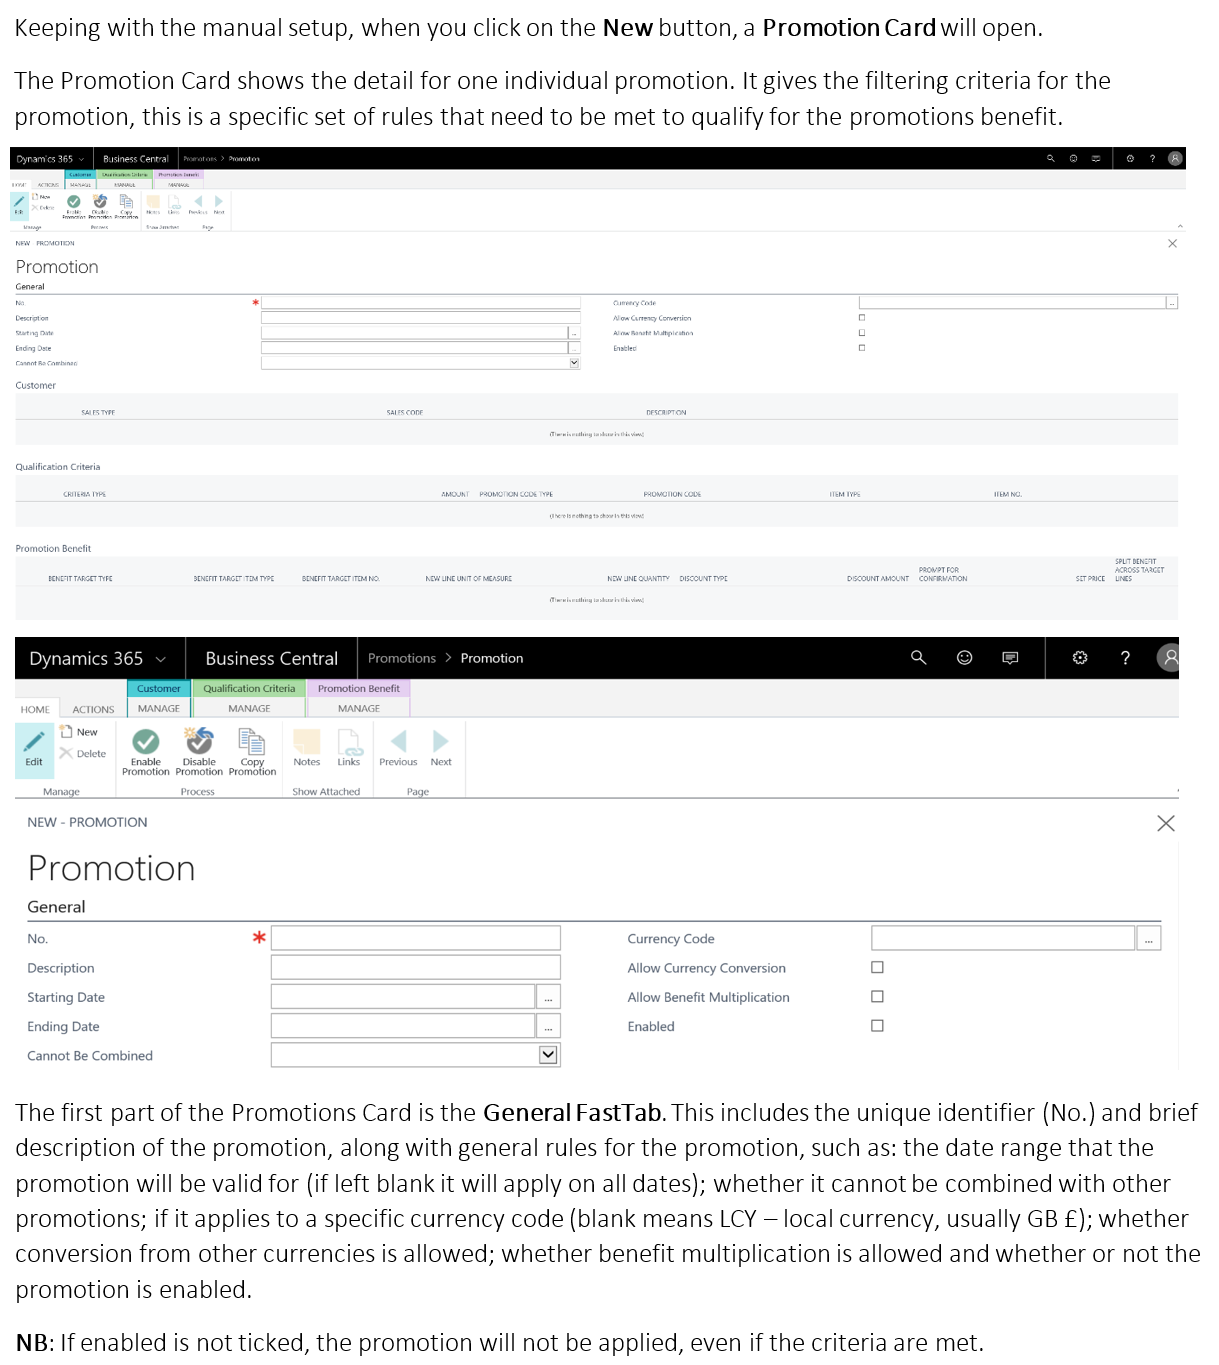 Keeping with the manual setup, when you click on the New button, a Promotion Card will open.
The Promotion Card shows the detail for one individual promotion. It gives the filtering criteria for the
promotion, this is a specific set of rules that need to be met to qualify for the promotions benefit.
Dynamics 365 Business Central Promotions > Promotion ?
Customer Qualification Criteria Promotion Benefit
HOME ACTIONS MANAGE MANAGE MANAGE
Edit New Delete Enable Promotion Disable Promotion Copy Promotion Notes Links Previous Next
Manage Process Show Attached Page
NEW - PROMOTION
Promotion
General
No. * Currency Code ...
Description Allow Currency Conversion
Starting Date ... Allow Benefit Multiplication
Ending Date ... Enabled
Cannot Be Combined
Customer
SALES TYPE SALES CODE DESCRIPTION
(There is nothing to show in this view)
Qualification Criteria
CRITERIA TYPE AMOUNT PROMOTION CODE TYPE PROMOTION CODE ITEM TYPE ITEM NO.
(There is nothing to show in this view)
Promotion Benefit
BENEFIT TARGET TYPE BENEFIT TARGET ITEM TYPE BENEFIT TARGET ITEM NO. NEW LINE UNIT OF MEASURE NEW LINE QUANTITY DISCOUNT TYPE DISCOUNT AMOUNT PROMPT FOR CONFIRMATION SET PRICE SPLIT BENEFIT ACROSS TARGET LINES
(There is nothing to show in this view)
Dynamics 365 Business Central Promotions > Promotion ?
Customer Qualification Criteria Promotion Benefit
HOME ACTIONS MANAGE MANAGE MANAGE
New
Delete
Edit Enable Disable Copy Notes Links Previous Next
Promotion Promotion Promotion
Manage Process Show Attached Page
NEW - PROMOTION
Promotion
General
No. * Currency Code ...
Description Allow Currency Conversion
Starting Date ... Allow Benefit Multiplication
Ending Date ... Enabled
Cannot Be Combined
The first part of the Promotions Card is the General FastTab. This includes the unique identifier (No.) and brief
description of the promotion, along with general rules for the promotion, such as: the date range that the
promotion will be valid for (if left blank it will apply on all dates); whether it cannot be combined with other
promotions; if it applies to a specific currency code (blank means LCY – local currency, usually GB £); whether
conversion from other currencies is allowed; whether benefit multiplication is allowed and whether or not the
promotion is enabled.
NB: If enabled is not ticked, the promotion will not be applied, even if the criteria are met.